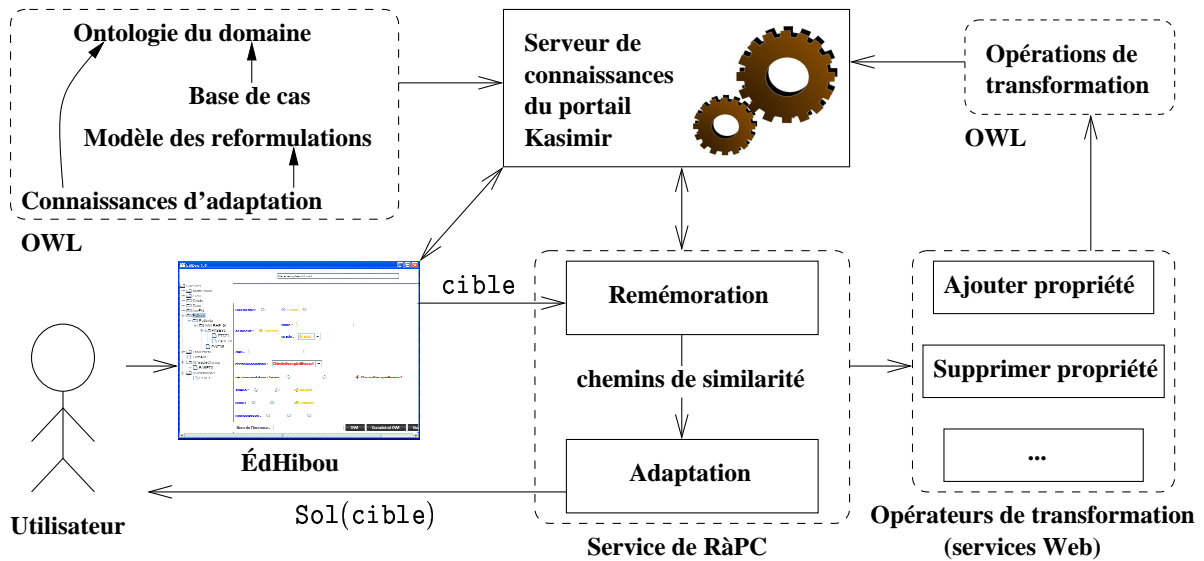 Ontologie du domaine
Base de cas
Modèle des reformulations
Connaissances d'adaptation
OWL
Serveur de
connaissances
du portail
Kasimir
Opérations de
transformation
OWL
cible
Remémoration
chemins de similarité
Adaptation
Service de RàPC
Ajouter propriété
Supprimer propriété
...
Opérateurs de transformation
(services Web)
ÉdHibou
Sol(cible)
Utilisateur